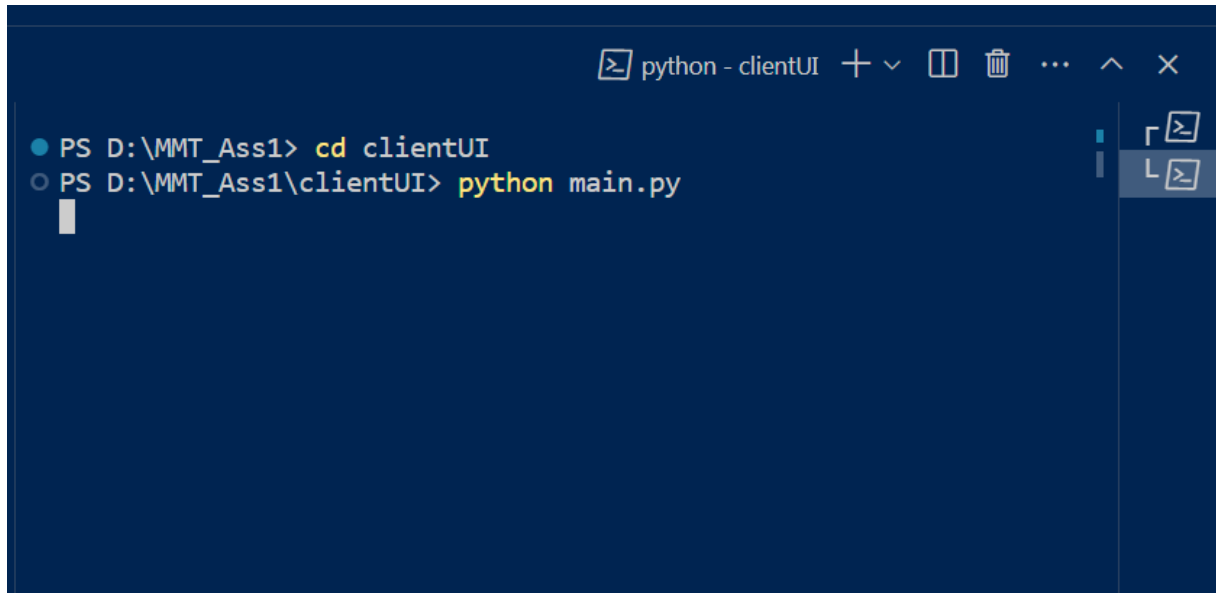 python - clientUI
PS D:\MMT_Ass1> cd clientUI
PS D:\MMT_Ass1\clientUI> python main.py